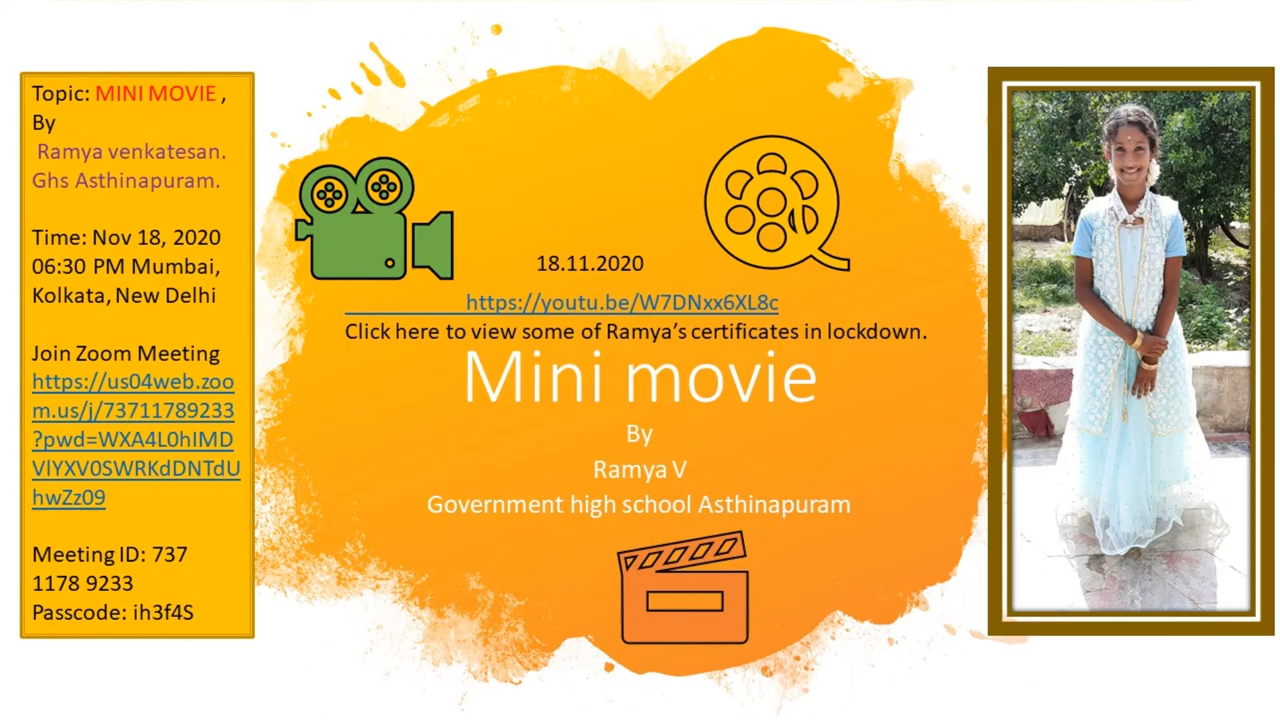 Topic: MINI MOVIE ,
By
Ramya venkatesan.
Ghs Asthinapuram.
Time: Nov 18, 2020
06:30 PM Mumbai,
Kolkata, New Delhi
Join Zoom Meeting
https://us04web.zoo
m.us/j/73711789233
?pwd=WXA4L0hIMD
VlYXV0SWRKdDNTdU
hwZz09
Meeting ID: 737
1178 9233
Passcode: ih3f4S
18.11.2020
https://youtu.be/W7DNxx6XL8c
Click here to view some of Ramya’s certificates in lockdown.
Mini movie
By
Ramya V
Government high school Asthinapuram